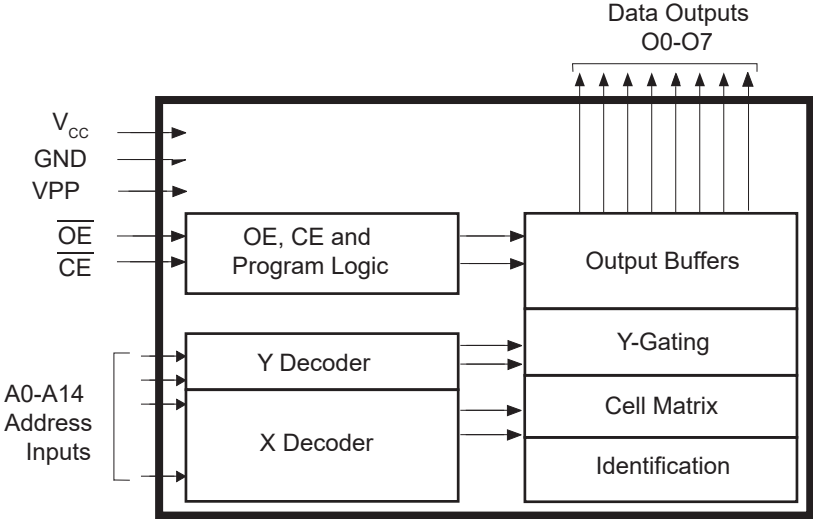 Data Outputs
O0-O7
VCC
GND
VPP
OE
CE
OE, CE and
Program Logic
Output Buffers
Y-Gating
Y Decoder
Cell Matrix
A0-A14
Address
Inputs
X Decoder
Identification